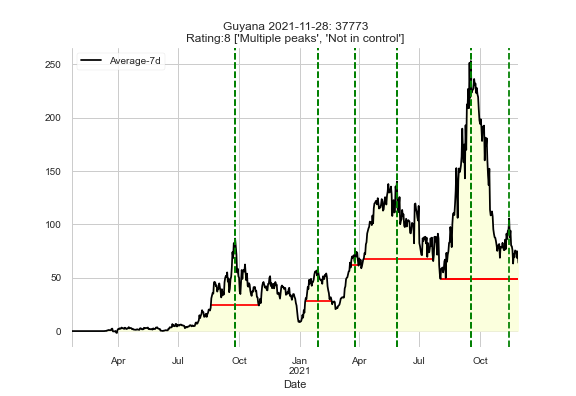 Guyana 2021-11-28: 37773
Rating:8 ['Multiple peaks', 'Not in control']
Average-7d
250
200
150
100
50
0
Apr
Jul
Oct
Jan
2021
Apr
Jul
Oct
Date